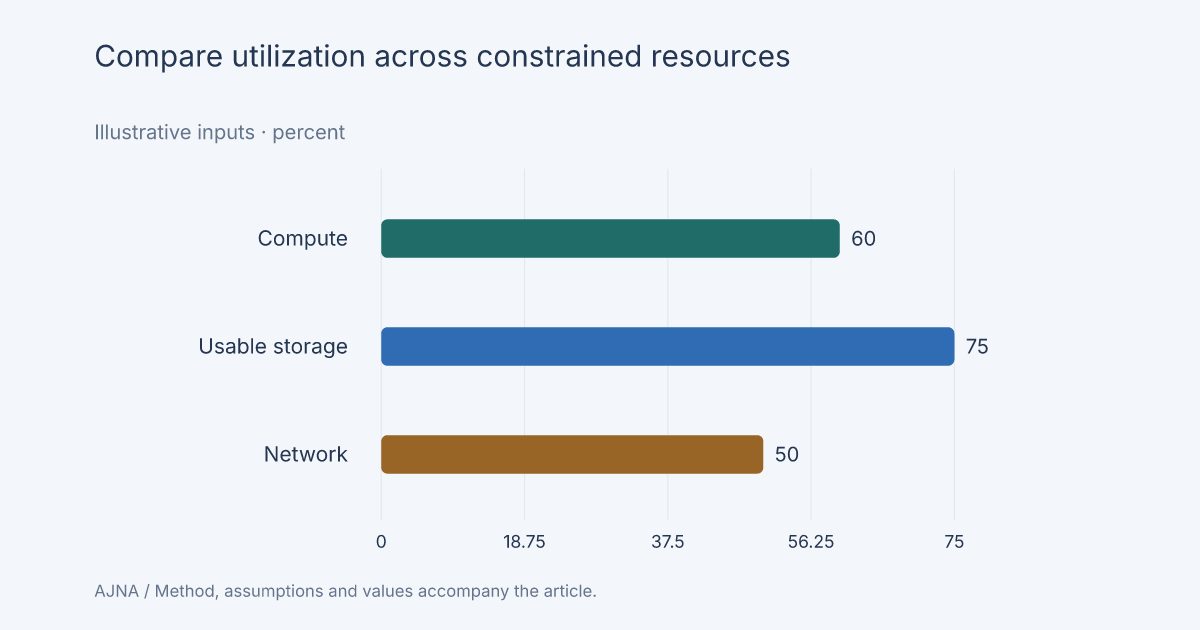 Compare utilization across constrained resources
Illustrative inputs · percent
Compute 60
Usable storage 75
Network 50
0 18.75 37.5 56.25 75
AJNA / Method, assumptions and values accompany the article.